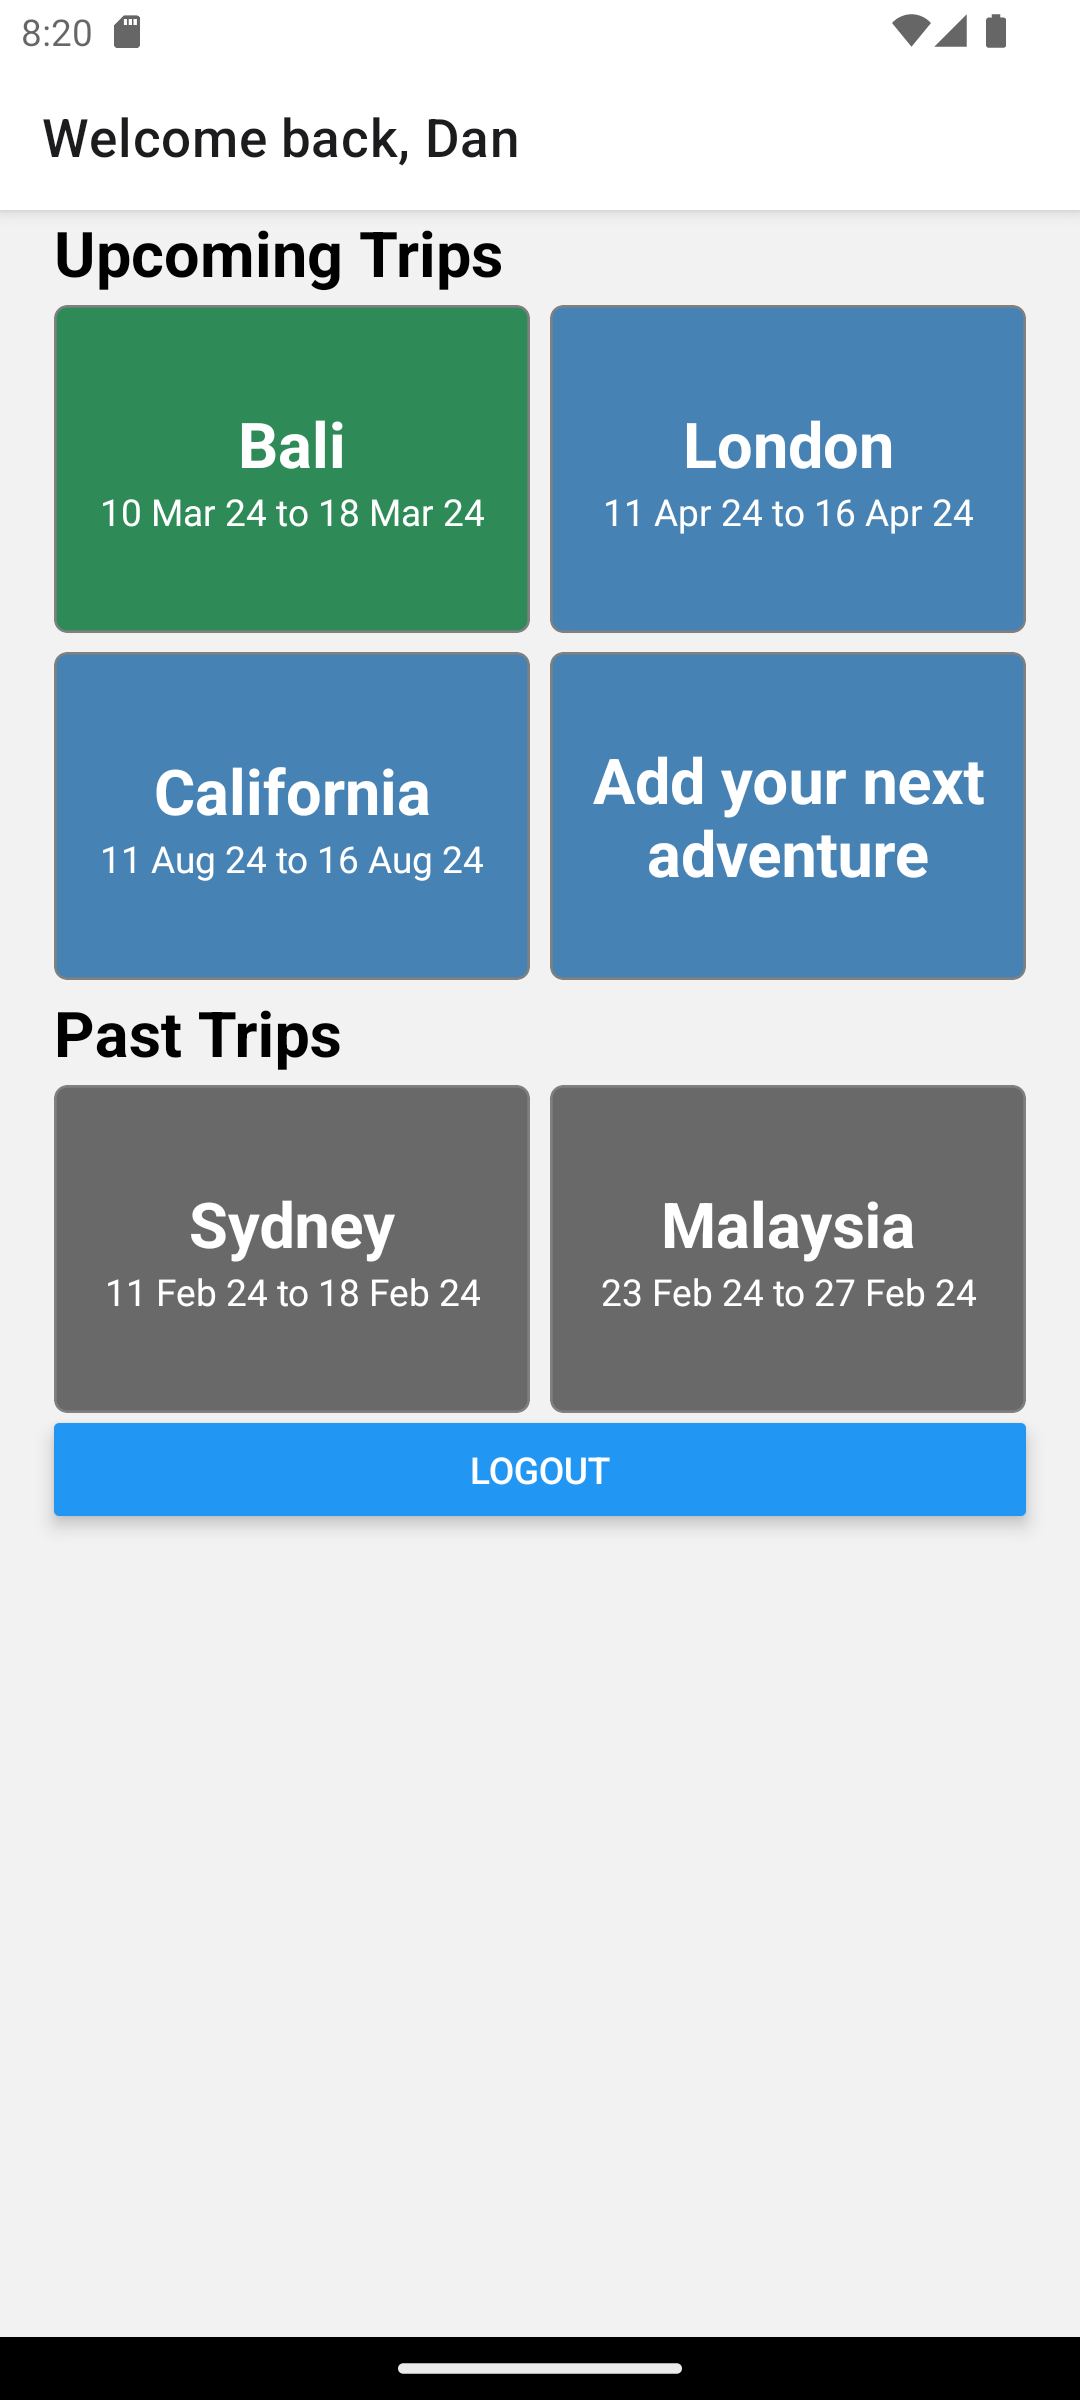 8:20
Welcome back, Dan
Upcoming Trips
Bali
10 Mar 24 to 18 Mar 24
London
11 Apr 24 to 16 Apr 24
California
11 Aug 24 to 16 Aug 24
Add your next
adventure
Past Trips
Sydney
11 Feb 24 to 18 Feb 24
Malaysia
23 Feb 24 to 27 Feb 24
LOGOUT